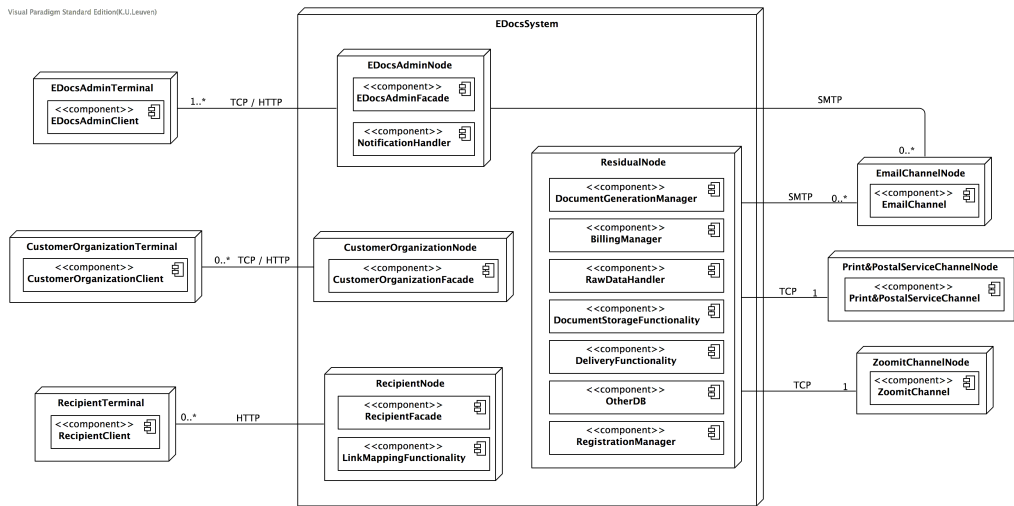 Visual Paradigm Standard Edition(K.U.Leuven)
EDocsSystem
EDocsAdminTerminal
<<component>>
EDocsAdminClient
1..*
TCP / HTTP
EDocsAdminNode
<<component>>
EDocsAdminFacade
<<component>>
NotificationHandler
SMTP
0..*
EmailChannelNode
<<component>>
EmailChannel
SMTP
0..*
ResidualNode
<<component>>
DocumentGenerationManager
<<component>>
BillingManager
<<component>>
RawDataHandler
<<component>>
DocumentStorageFunctionality
<<component>>
DeliveryFunctionality
<<component>>
OtherDB
<<component>>
RegistrationManager
CustomerOrganizationTerminal
<<component>>
CustomerOrganizationClient
0..*
TCP / HTTP
CustomerOrganizationNode
<<component>>
CustomerOrganizationFacade
TCP
1
Print&PostalServiceChannelNode
<<component>>
Print&PostalServiceChannel
TCP
1
ZoomitChannelNode
<<component>>
ZoomitChannel
RecipientTerminal
<<component>>
RecipientClient
0..*
HTTP
RecipientNode
<<component>>
RecipientFacade
<<component>>
LinkMappingFunctionality